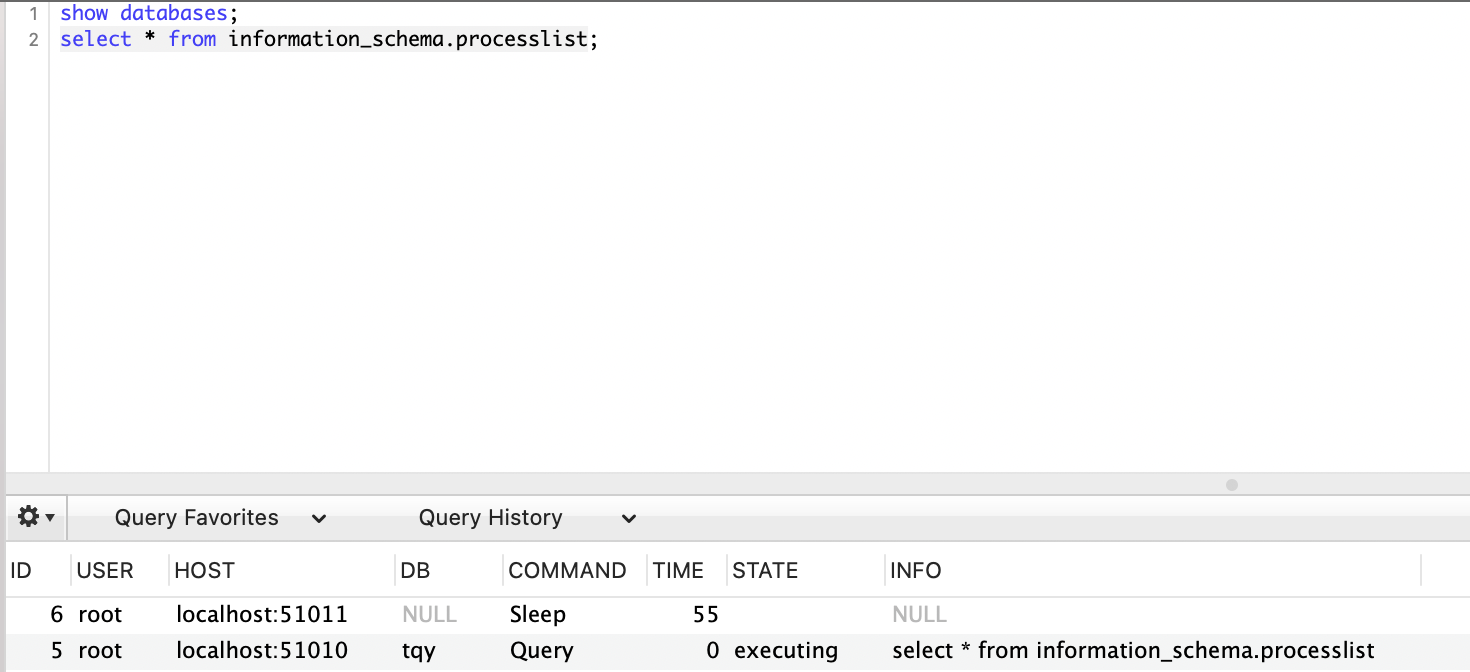 1 show databases;
2 select * from information_schema.processlist;
Query Favorites Query History
ID USER HOST DB COMMAND TIME STATE INFO
6 root localhost:51011 NULL Sleep 55 NULL
5 root localhost:51010 tqy Query 0 executing select * from information_schema.processlist